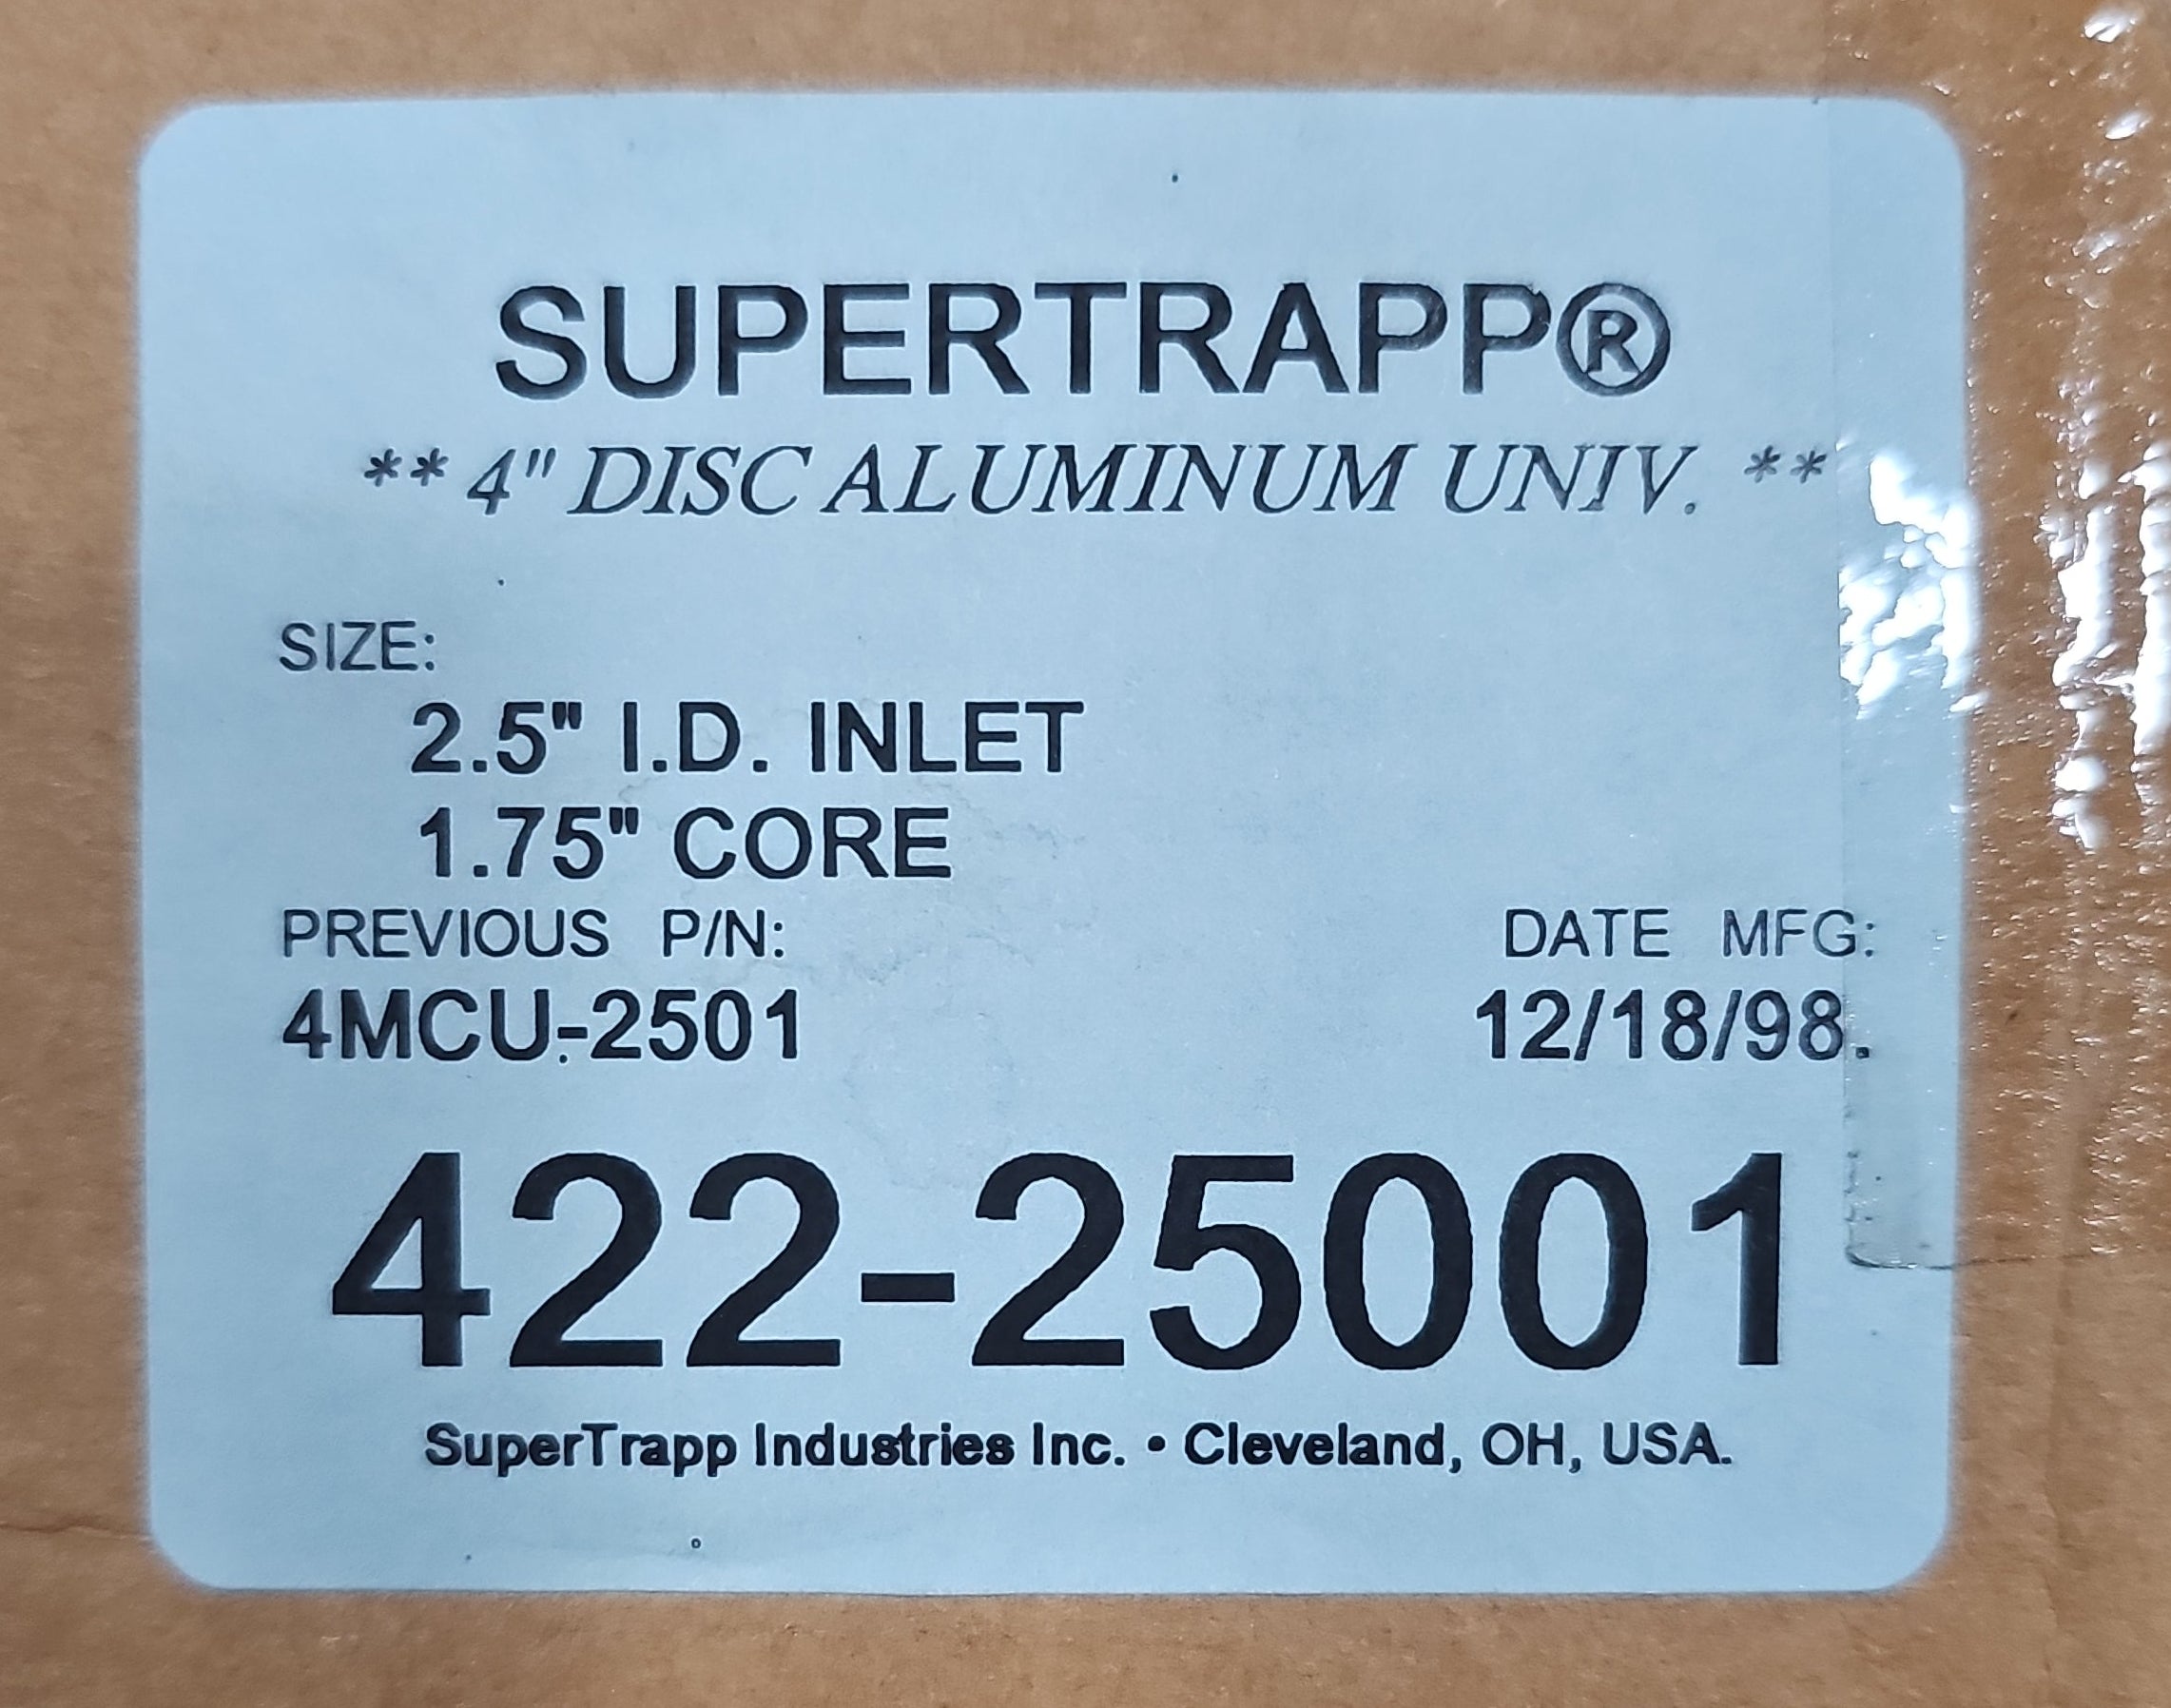 SUPERTRAPP®
** 4" DISC ALUMINUM UNIV. **
SIZE:
2.5" I.D. INLET
1.75" CORE
PREVIOUS P/N:
4MCU-2501
DATE MFG:
12/18/98.
422-25001
SuperTrapp Industries Inc. • Cleveland, OH, USA.